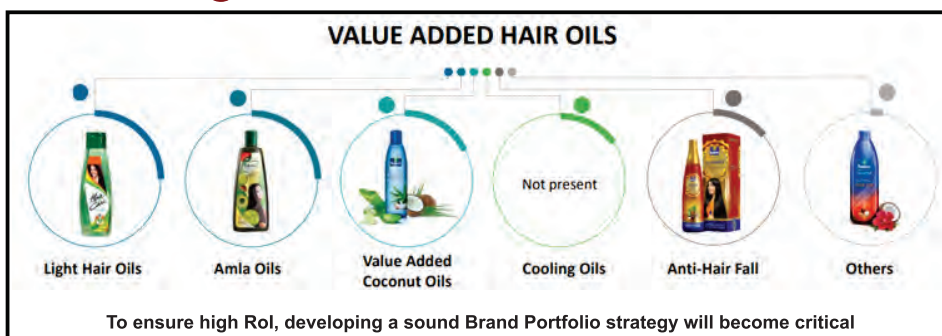 VALUE ADDED HAIR OILS
Not present
Light Hair Oils
Amla Oils
Value Added
Coconut Oils
Cooling Oils
Anti-Hair Fall
Others
To ensure high RoI, developing a sound Brand Portfolio strategy will become critical